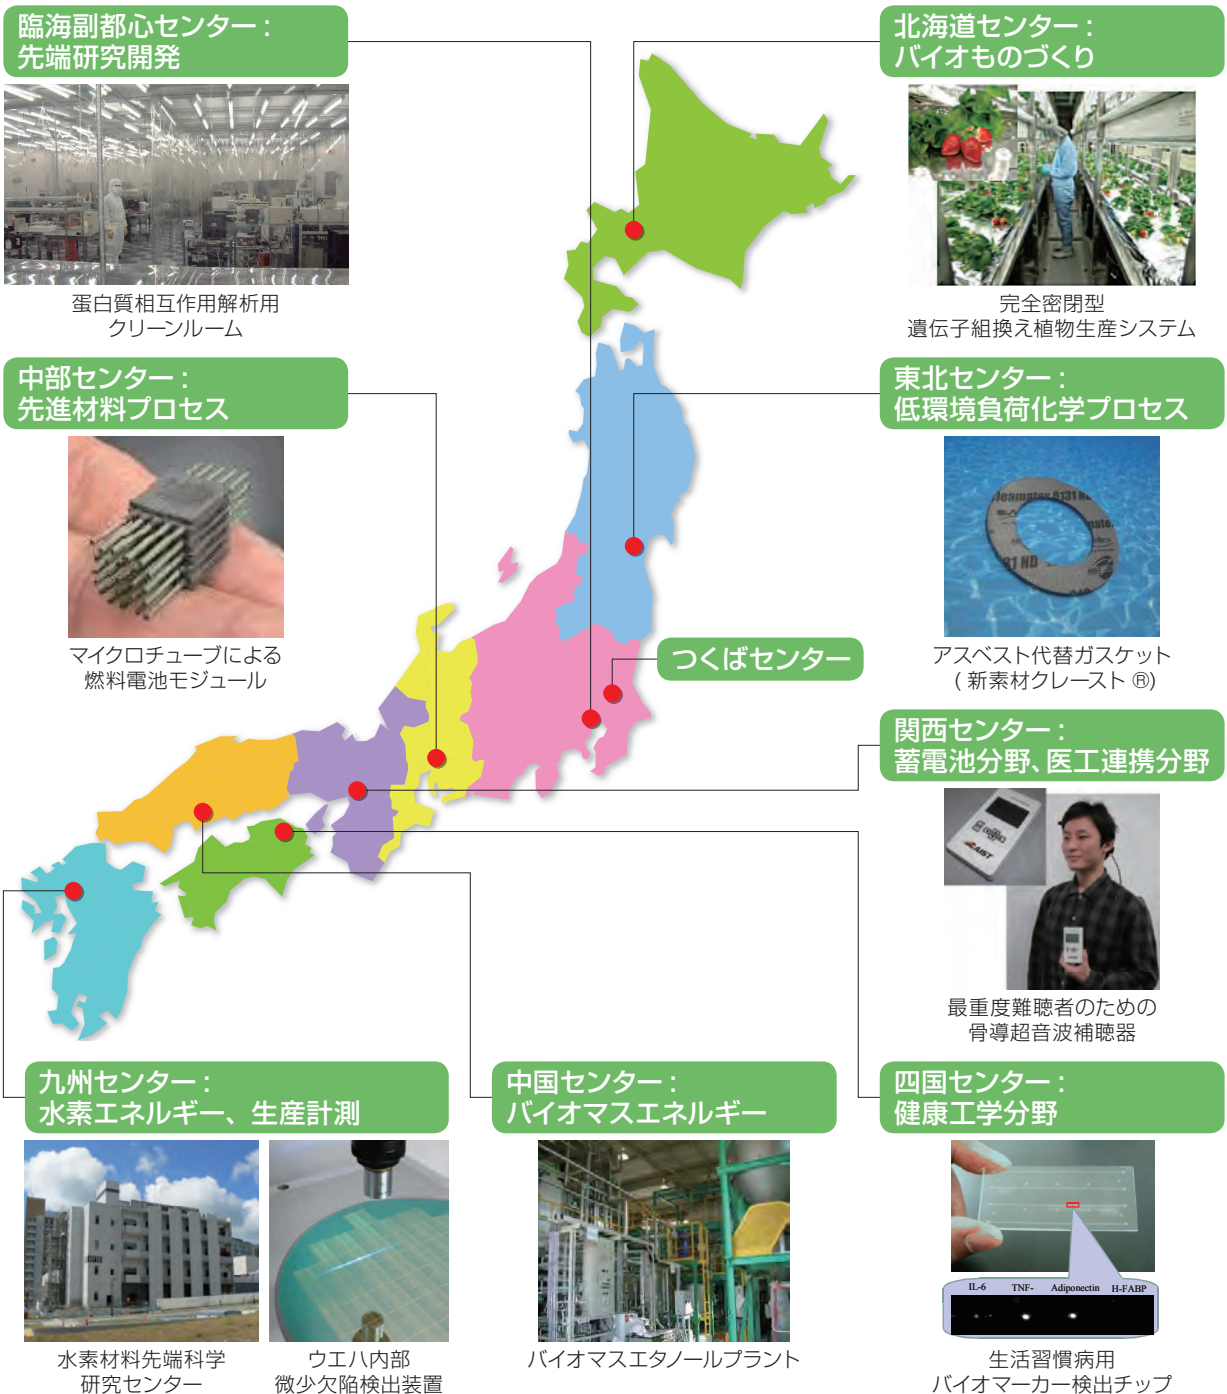 臨海副都心センター：
先端研究開発
蛋白質相互作用解析用
クリーンルーム
北海道センター：
バイオものづくり
完全密閉型
遺伝子組換え植物生産システム
中部センター：
先進材料プロセス
マイクロチューブによる
燃料電池モジュール
東北センター：
低環境負荷化学プロセス
アスベスト代替ガスケット
( 新素材クレースト ®)
つくばセンター
関西センター：
蓄電池分野、医工連携分野
AIST
最重度難聴者のための
骨導超音波補聴器
九州センター：
水素エネルギー、生産計測
水素材料先端科学
研究センター
ウエハ内部
微少欠陥検出装置
中国センター：
バイオマスエネルギー
バイオマスエタノールプラント
四国センター：
健康工学分野
IL-6 TNF- Adiponectin H-FABP
生活習慣病用
バイオマーカー検出チップ